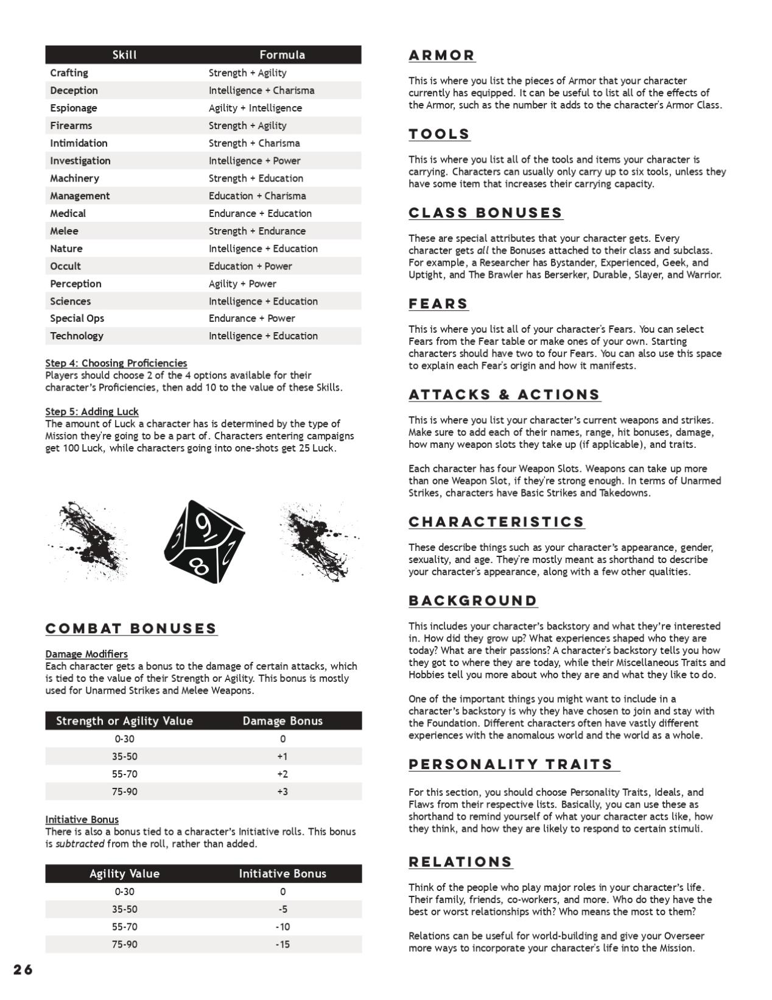 Skill Formula
Crafting Strength + Agility
Deception Intelligence + Charisma
Espionage Agility + Intelligence
Firearms Strength + Agility
Intimidation Strength + Charisma
Investigation Intelligence + Power
Machinery Strength + Education
Management Education + Charisma
Medical Endurance + Education
Melee Strength + Endurance
Nature Intelligence + Education
Occult Education + Power
Perception Agility + Power
Sciences Intelligence + Education
Special Ops Endurance + Power
Technology Intelligence + Education
Step 4: Choosing Proficiencies
Players should choose 2 of the 4 options available for their
character’s Proficiencies, then add 10 to the value of these Skills.
Step 5: Adding Luck
The amount of Luck a character has is determined by the type of
Mission they're going to be a part of. Characters entering campaigns
get 100 Luck, while characters going into one-shots get 25 Luck.
3 9 2 8
COMBAT BONUSES
Damage Modifiers
Each character gets a bonus to the damage of certain attacks, which
is tied to the value of their Strength or Agility. This bonus is mostly
used for Unarmed Strikes and Melee Weapons.
Strength or Agility Value Damage Bonus
0-30 0
35-50 +1
55-70 +2
75-90 +3
Initiative Bonus
There is also a bonus tied to a character’s Initiative rolls. This bonus
is subtracted from the roll, rather than added.
Agility Value Initiative Bonus
0-30 0
35-50 -5
55-70 -10
75-90 -15
26
ARMOR
This is where you list the pieces of Armor that your character
currently has equipped. It can be useful to list all of the effects of
the Armor, such as the number it adds to the character's Armor Class.
TOOLS
This is where you list all of the tools and items your character is
carrying. Characters can usually only carry up to six tools, unless they
have some item that increases their carrying capacity.
CLASS BONUSES
These are special attributes that your character gets. Every
character gets all the Bonuses attached to their class and subclass.
For example, a Researcher has Bystander, Experienced, Geek, and
Uptight, and The Brawler has Berserker, Durable, Slayer, and Warrior.
FEARS
This is where you list all of your character's Fears. You can select
Fears from the Fear table or make ones of your own. Starting
characters should have two to four Fears. You can also use this space
to explain each Fear's origin and how it manifests.
ATTACKS & ACTIONS
This is where you list your character’s current weapons and strikes.
Make sure to add each of their names, range, hit bonuses, damage,
how many weapon slots they take up (if applicable), and traits.
Each character has four Weapon Slots. Weapons can take up more
than one Weapon Slot, if they're strong enough. In terms of Unarmed
Strikes, characters have Basic Strikes and Takedowns.
CHARACTERISTICS
These describe things such as your character’s appearance, gender,
sexuality, and age. They're mostly meant as shorthand to describe
your character's appearance, along with a few other qualities.
BACKGROUND
This includes your character’s backstory and what they’re interested
in. How did they grow up? What experiences shaped who they are
today? What are their passions? A character's backstory tells you how
they got to where they are today, while their Miscellaneous Traits and
Hobbies tell you more about who they are and what they like to do.
One of the important things you might want to include in a
character’s backstory is why they have chosen to join and stay with
the Foundation. Different characters often have vastly different
experiences with the anomalous world and the world as a whole.
PERSONALITY TRAITS
For this section, you should choose Personality Traits, Ideals, and
Flaws from their respective lists. Basically, you can use these as
shorthand to remind yourself of what your character acts like, how
they think, and how they are likely to respond to certain stimuli.
RELATIONS
Think of the people who play major roles in your character’s life.
Their family, friends, co-workers, and more. Who do they have the
best or worst relationships with? Who means the most to them?
Relations can be useful for world-building and give your Overseer
more ways to incorporate your character's life into the Mission.